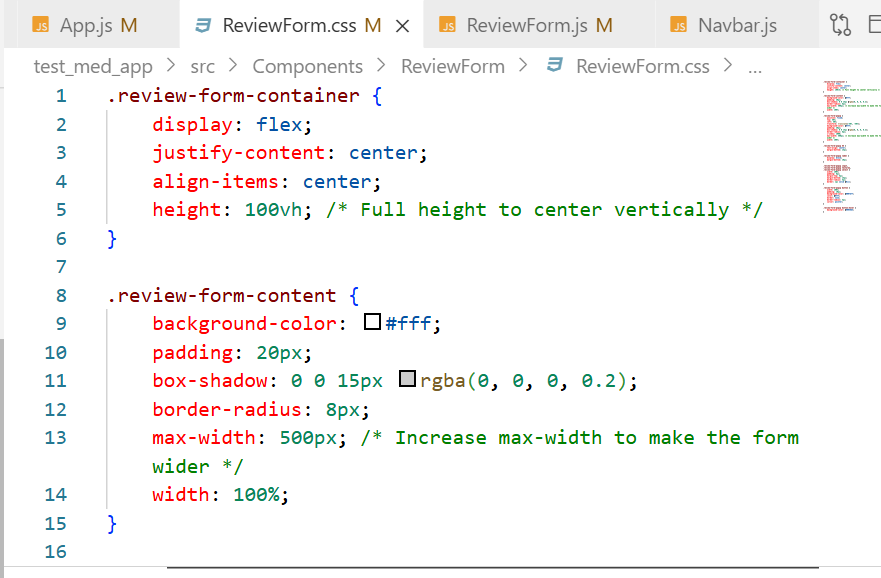 JS App.js M ReviewForm.css M JS ReviewForm.js M JS Navbar.js
test_med_app > src > Components > ReviewForm > ReviewForm.css > ...
1 .review-form-container {
2 display: flex;
3 justify-content: center;
4 align-items: center;
5 height: 100vh; /* Full height to center vertically */
6 }
7
8 .review-form-content {
9 background-color: #fff;
10 padding: 20px;
11 box-shadow: 0 0 15px rgba(0, 0, 0, 0.2);
12 border-radius: 8px;
13 max-width: 500px; /* Increase max-width to make the form
wider */
14 width: 100%;
15 }
16